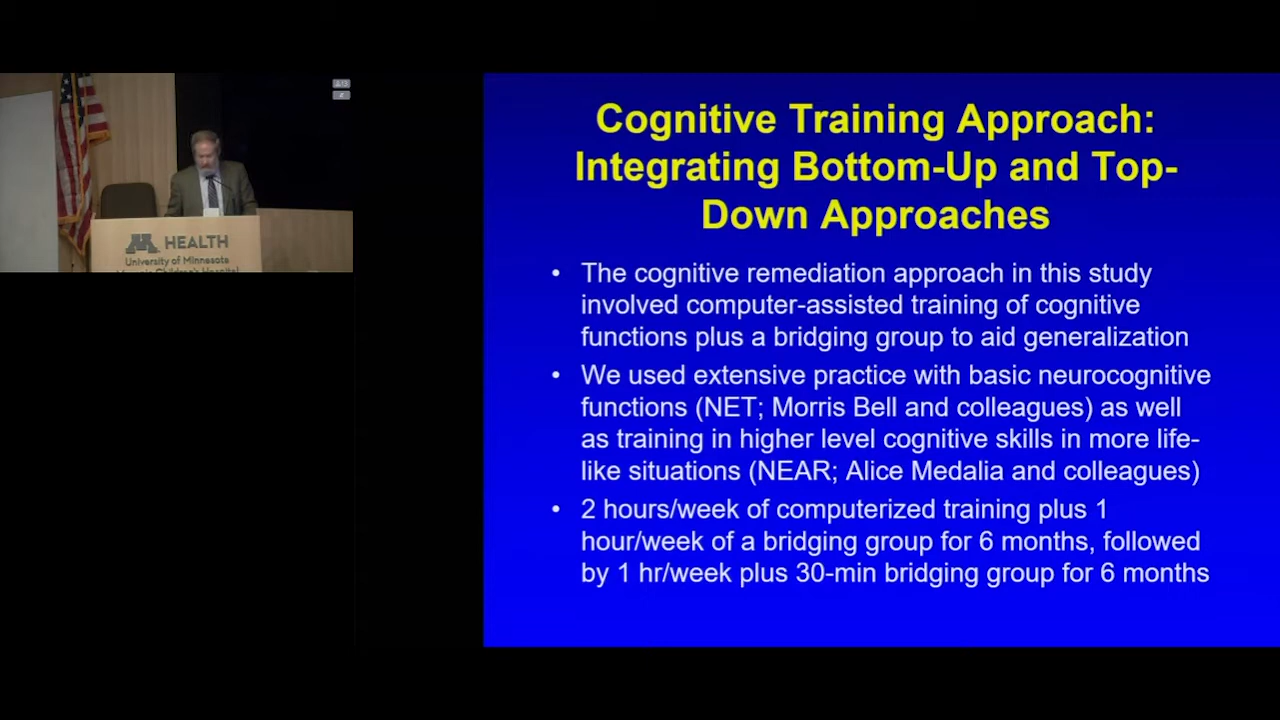 M HEALTH
University of Minnesota
Masonic Children's Hospital
Cognitive Training Approach:
Integrating Bottom-Up and Top-
Down Approaches
• The cognitive remediation approach in this study
involved computer-assisted training of cognitive
functions plus a bridging group to aid generalization
• We used extensive practice with basic neurocognitive
functions (NET; Morris Bell and colleagues) as well
as training in higher level cognitive skills in more life-
like situations (NEAR; Alice Medalia and colleagues)
• 2 hours/week of computerized training plus 1
hour/week of a bridging group for 6 months, followed
by 1 hr/week plus 30-min bridging group for 6 months